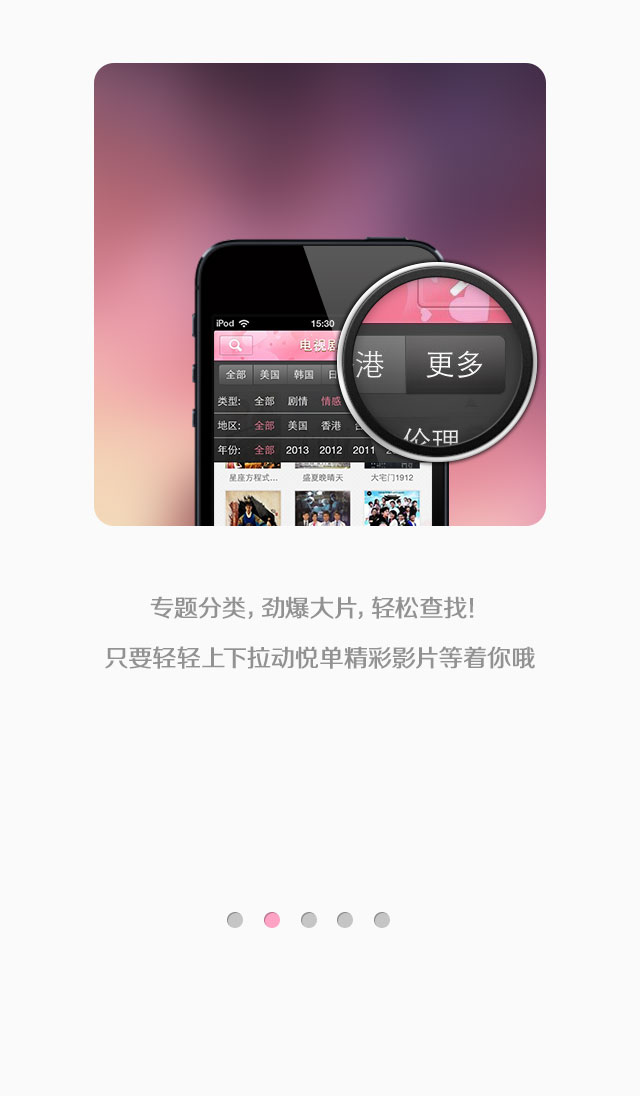 iPod 15:30
电视剧
全部 美国 韩国
港 更多
类型: 全部 剧情 情感
伦理
地区: 全部 美国 香港
年份: 全部 2013 2012 2011
星座方程式... 盛夏晚晴天 大宅门1912
专题分类, 劲爆大片, 轻松查找!
只要轻轻上下拉动悦单精彩影片等着你哦